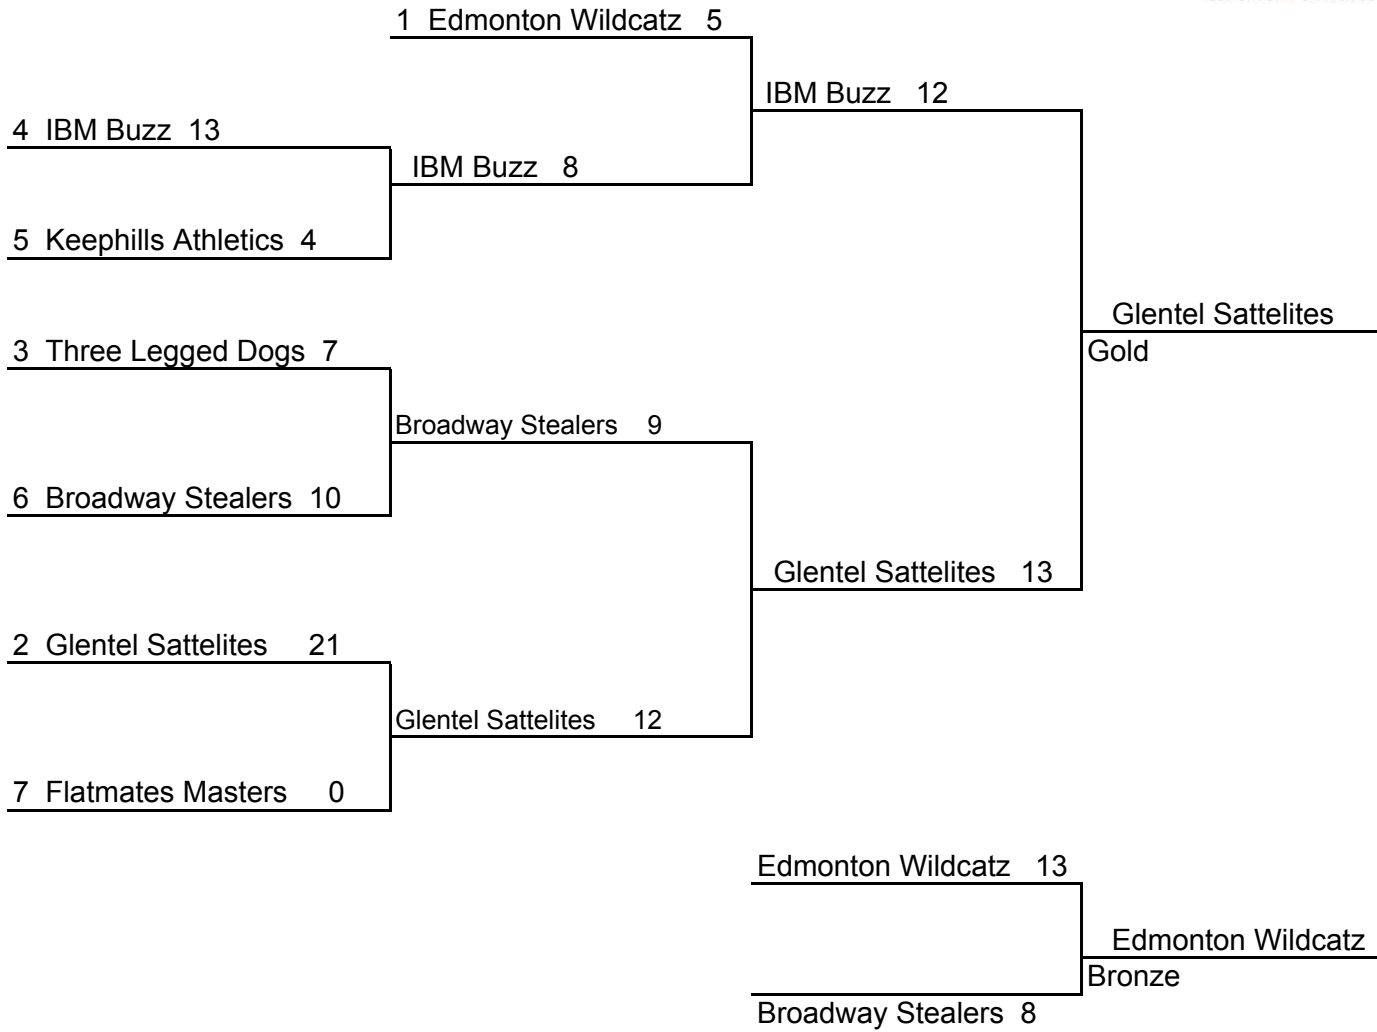 1 Edmonton Wildcatz 5
IBM Buzz 12
4 IBM Buzz 13
IBM Buzz 8
5 Keephills Athletics 4
Glentel Sattelites
Gold
3 Three Legged Dogs 7
Broadway Stealers 9
6 Broadway Stealers 10
Glentel Sattelites 13
2 Glentel Sattelites 21
Glentel Sattelites 12
7 Flatmates Masters 0
Edmonton Wildcatz 13
Edmonton Wildcatz
Bronze
Broadway Stealers 8